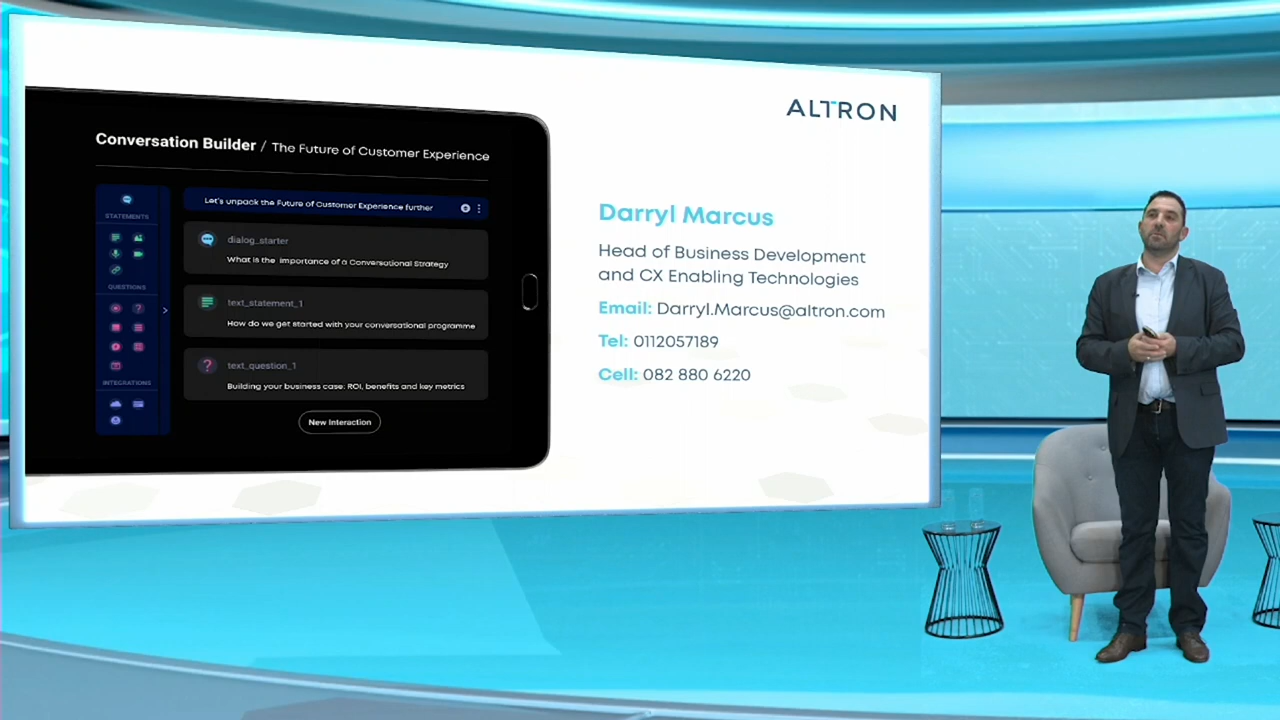 ALTRON
Conversation Builder / The Future of Customer Experience
STATEMENTS
QUESTIONS
INTEGRATIONS
Let's unpack the Future of Customer Experience further
dialog_starter
What is the importance of a Conversational Strategy
text_statement_1
How do we get started with your conversational programme
text_question_1
Building your business case: ROI, benefits and key metrics
New Interaction
Darryl Marcus
Head of Business Development
and CX Enabling Technologies
Email: Darryl.Marcus@altron.com
Tel: 0112057189
Cell: 082 880 6220